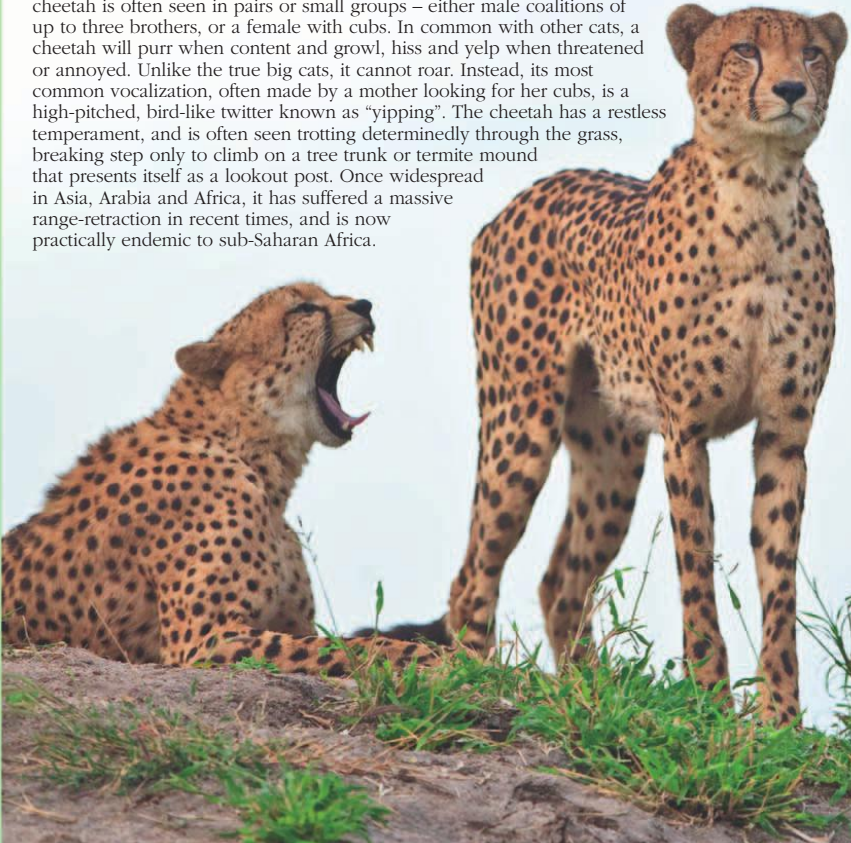 cheetah is often seen in pairs or small groups – either male coalitions of
up to three brothers, or a female with cubs. In common with other cats, a
cheetah will purr when content and growl, hiss and yelp when threatened
or annoyed. Unlike the true big cats, it cannot roar. Instead, its most
common vocalization, often made by a mother looking for her cubs, is a
high-pitched, bird-like twitter known as “yipping”. The cheetah has a restless
temperament, and is often seen trotting determinedly through the grass,
breaking step only to climb on a tree trunk or termite mound
that presents itself as a lookout post. Once widespread
in Asia, Arabia and Africa, it has suffered a massive
range-retraction in recent times, and is now
practically endemic to sub-Saharan Africa.